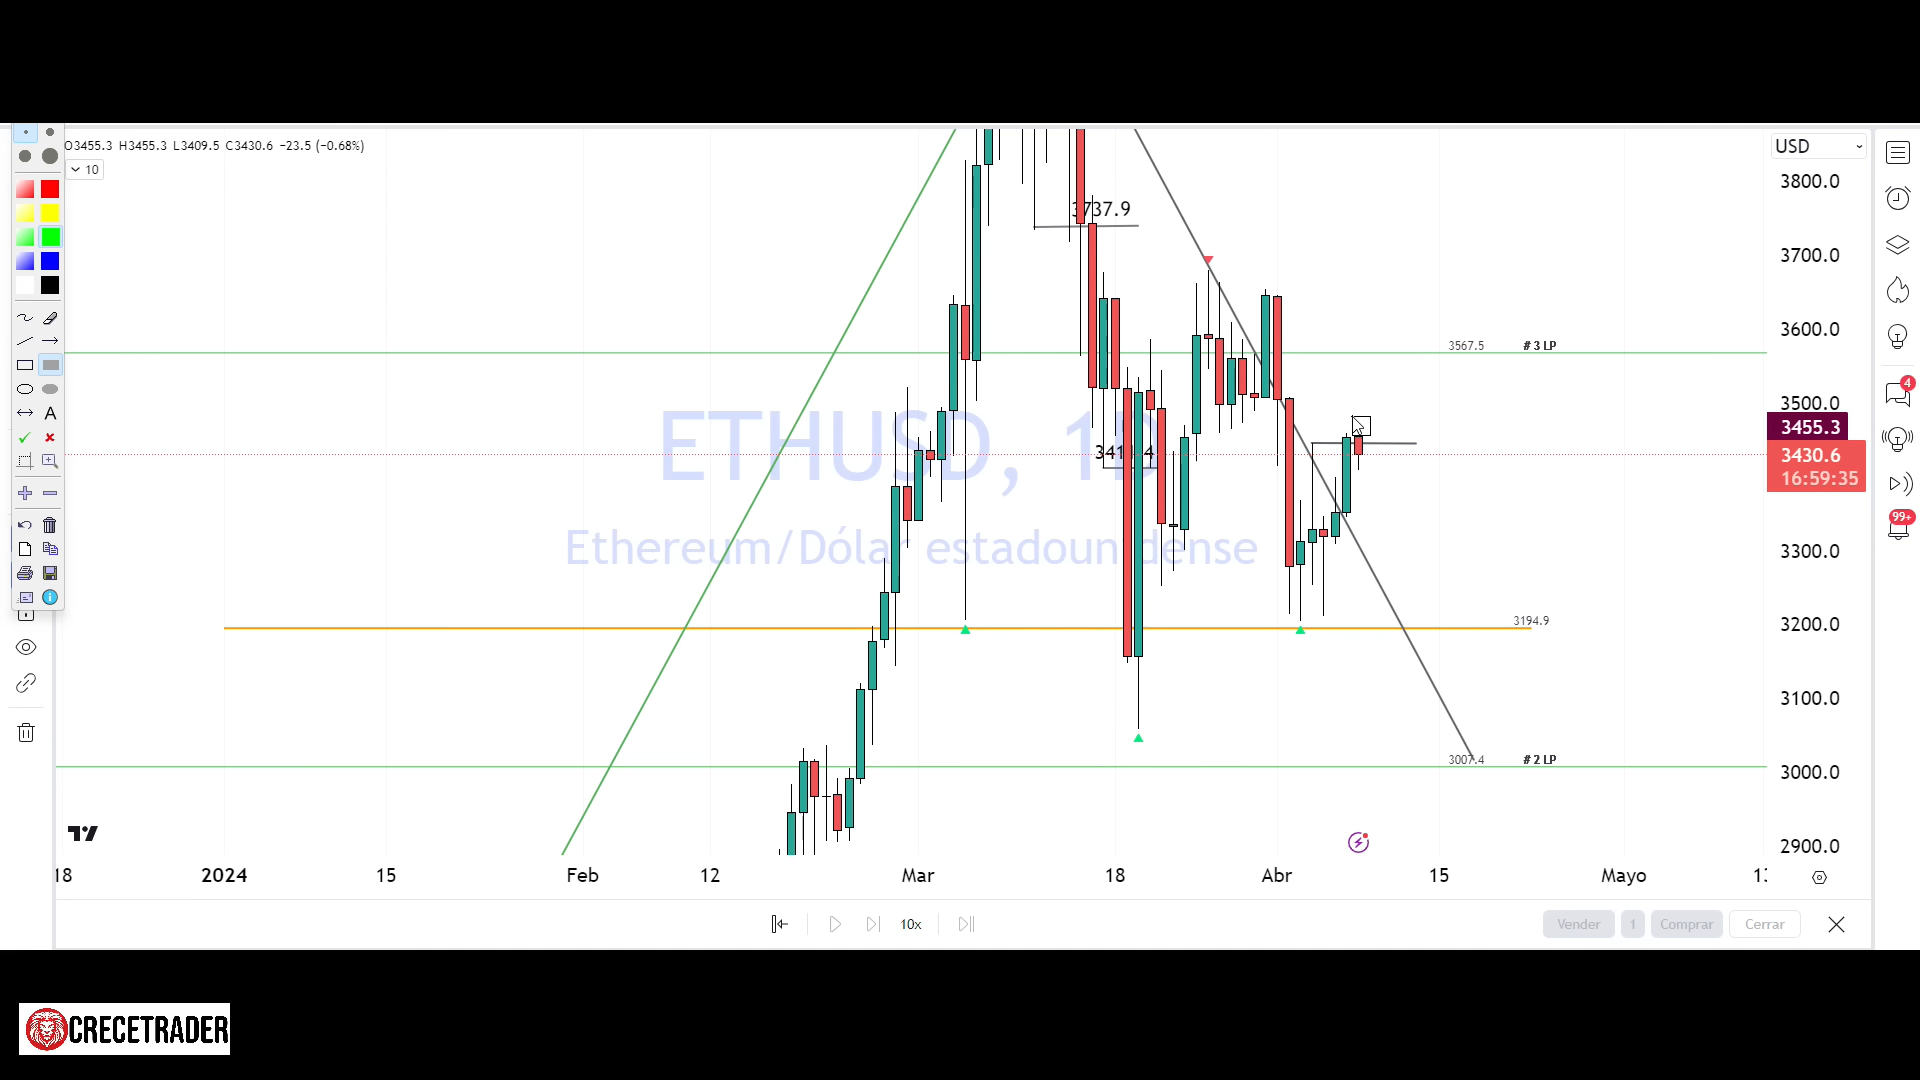 O3455.3 H3455.3 L3409.5 C3430.6 −23.5 (−0.68%)
10
USD
3800.0
3700.0
3600.0
3500.0
3455.3
3430.6
16:59:35
3300.0
3200.0
3100.0
3000.0
2900.0
3737.9
3567.5 # 3 LP
ETHUSD, 1D
Ethereum/Dólar estadounidense
3194.9
3007.4 # 2 LP
A
4
99+
18 2024 15 Feb 12 Mar 18 Abr 15 Mayo
10x
Vender 1 Comprar Cerrar
CRECETRADER